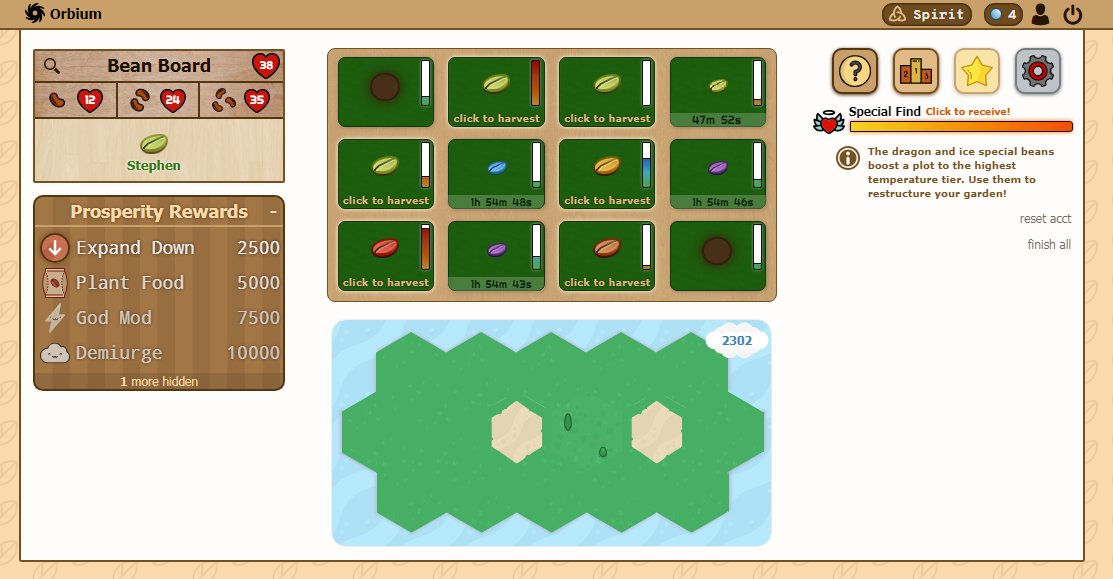 Orbium
Spirit
4
Bean Board
38
12
24
35
Stephen
Prosperity Rewards -
Expand Down 2500
Plant Food 5000
God Mod 7500
Demiurge 10000
1 more hidden
click to harvest
click to harvest
47m 52s
click to harvest
1h 54m 48s
click to harvest
1h 54m 46s
click to harvest
1h 54m 43s
click to harvest
2302
?
2 1 3
Special Find Click to receive!
The dragon and ice special beans
boost a plot to the highest
temperature tier. Use them to
restructure your garden!
reset acct
finish all